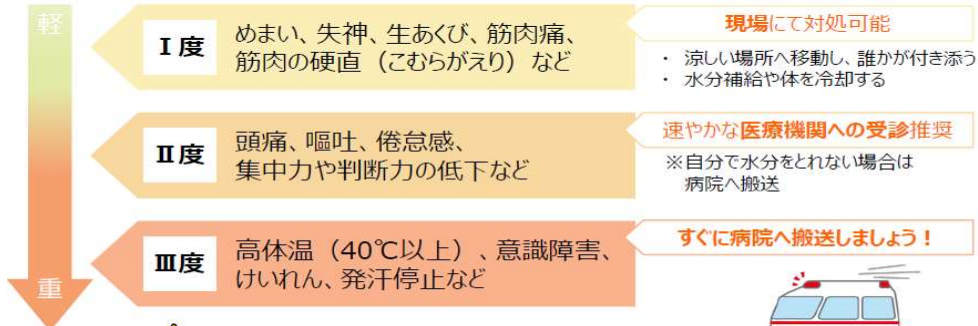 軽
Ⅰ度
めまい、失神、生あくび、筋肉痛、
筋肉の硬直（こむらがえり）など
現場にて対処可能
・ 涼しい場所へ移動し、誰かが付き添う
・ 水分補給や体を冷却する
Ⅱ度
頭痛、嘔吐、倦怠感、
集中力や判断力の低下など
速やかな医療機関への受診推奨
※自分で水分をとれない場合は
病院へ搬送
Ⅲ度
高体温（40℃以上）、意識障害、
けいれん、発汗停止など
すぐに病院へ搬送しましょう！
重